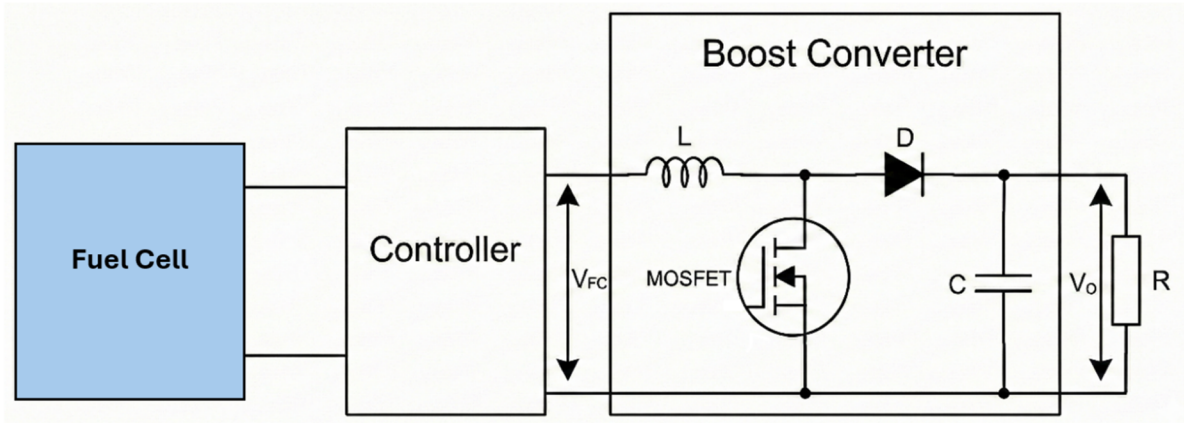 Boost Converter
L
D
Fuel Cell
Controller
VFC
MOSFET
C
VO
R